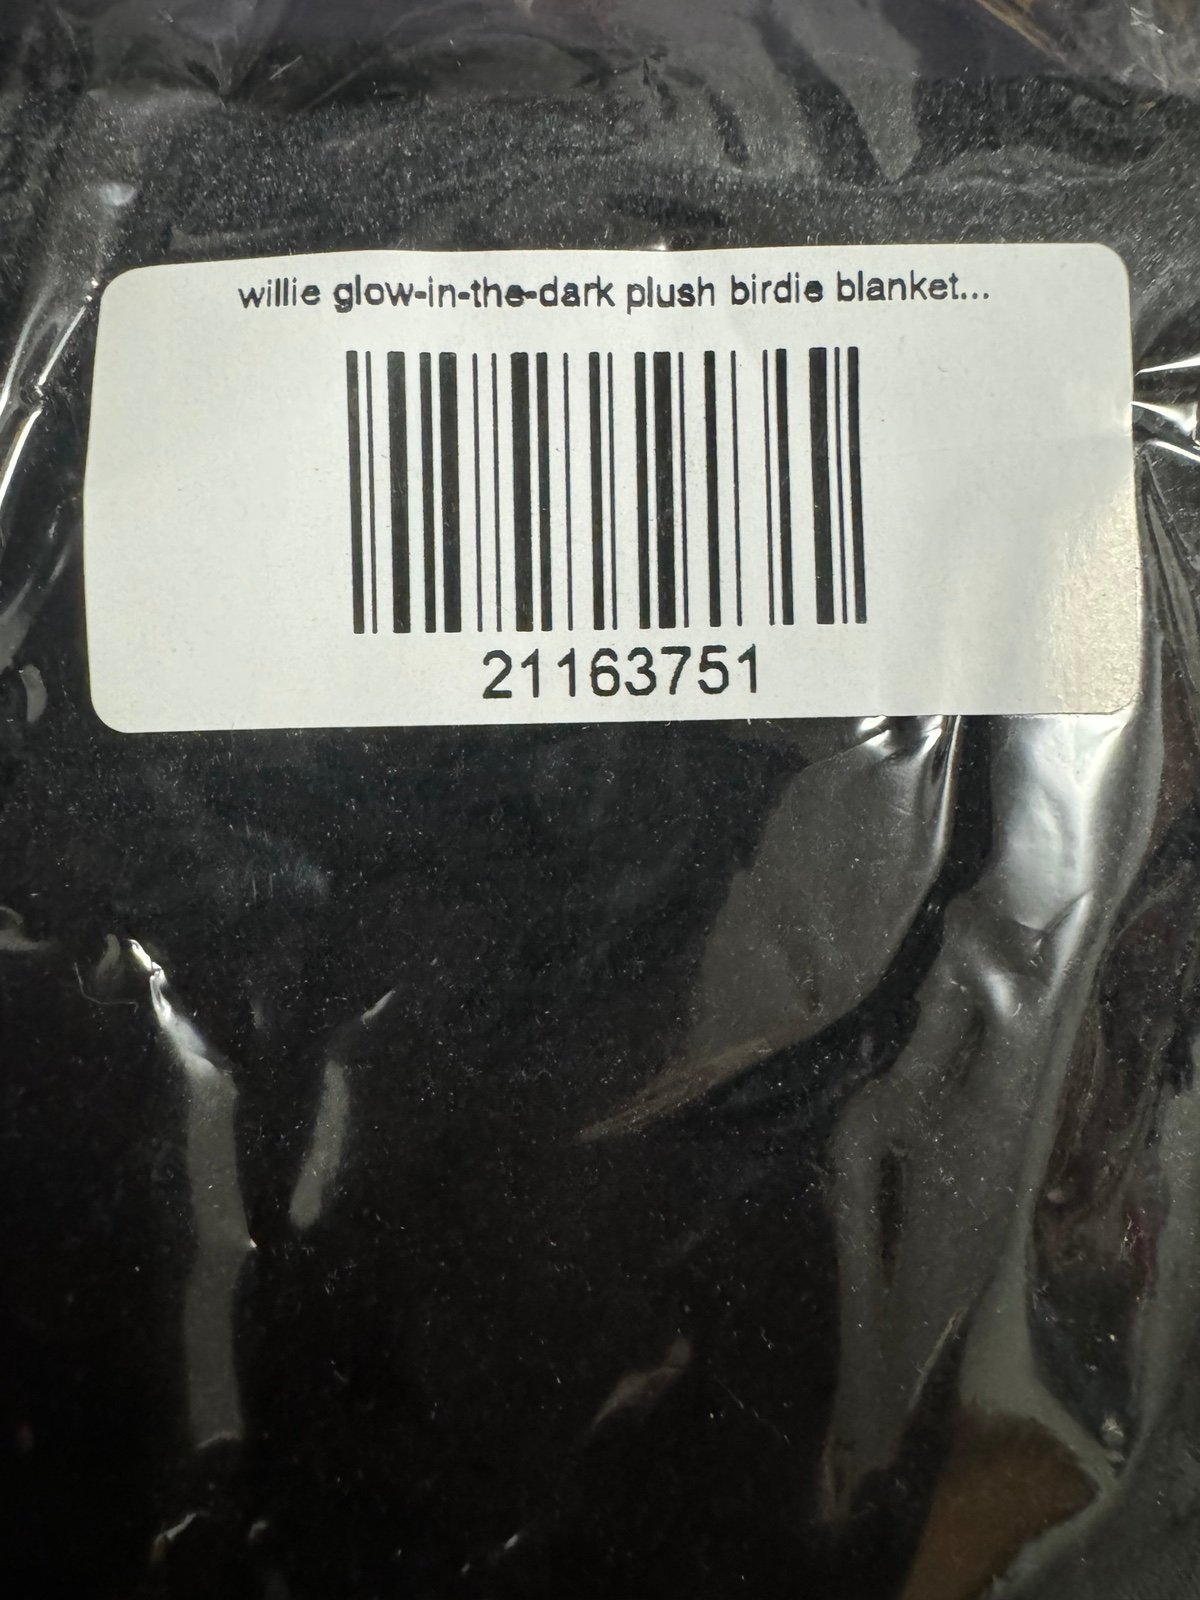 willie glow-in-the-dark plush birdie blanket...
21163751